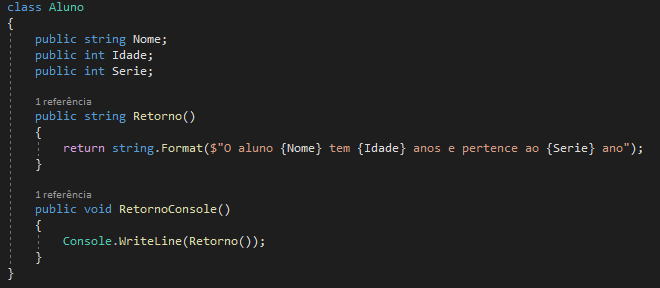 class Aluno
{
public string Nome;
public int Idade;
public int Serie;
1 referência
public string Retorno()
{
return string.Format($"O aluno {Nome} tem {Idade} anos e pertence ao {Serie} ano");
}
1 referência
public void RetornoConsole()
{
Console.WriteLine(Retorno());
}
}